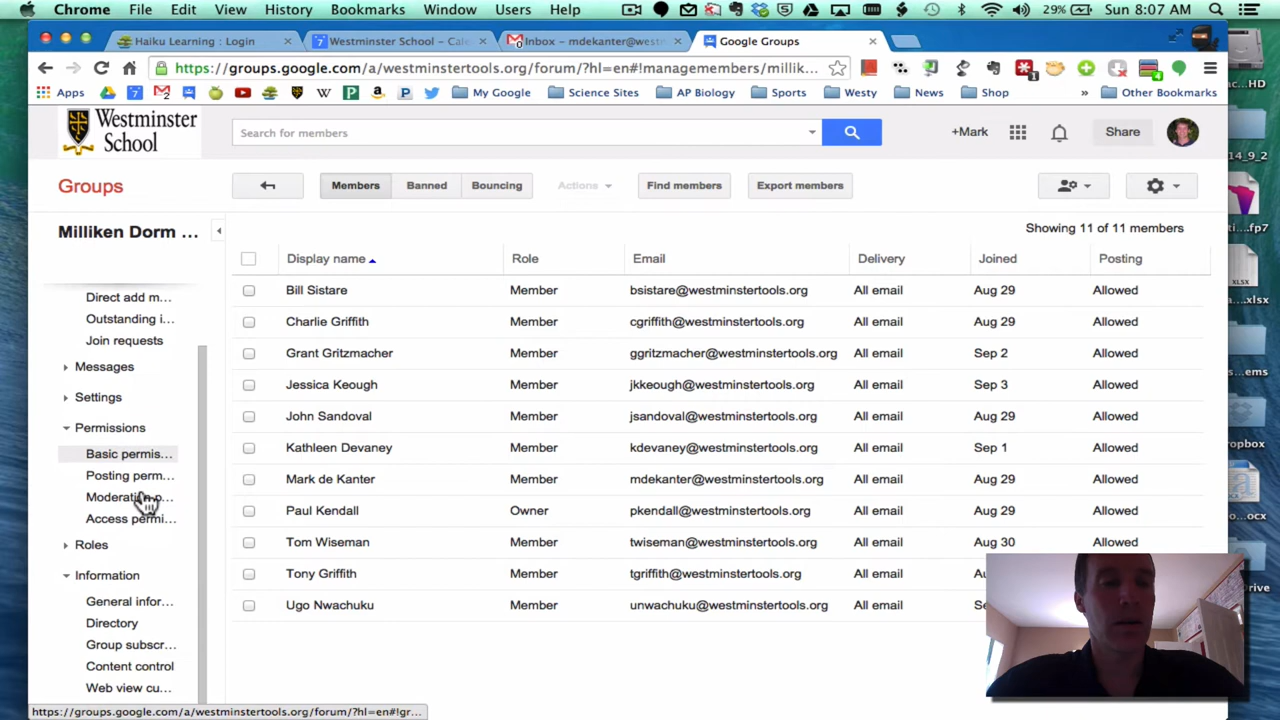 Chrome File Edit View History Bookmarks Window Users Help 29% Sun 8:07 AM
Haiku Learning : Login
7 Westminster School – Cale
Inbox – mdekanter@west
Google Groups
https://groups.google.com/a/westminstertools.org/forum/?hl=en#!managemembers/millik...
Apps 7 W P P My Google Science Sites AP Biology Sports Westy News Shop » Other Bookmarks
Westminster
School
Search for members
+Mark
Share
Groups
Members Banned Bouncing Actions Find members Export members
Milliken Dorm ...
Showing 11 of 11 members
Display name Role Email Delivery Joined Posting
Bill Sistare Member bsistare@westminstertools.org All email Aug 29 Allowed
Charlie Griffith Member cgriffith@westminstertools.org All email Aug 29 Allowed
Grant Gritzmacher Member ggritzmacher@westminstertools.org All email Sep 2 Allowed
Jessica Keough Member jkkeough@westminstertools.org All email Sep 3 Allowed
John Sandoval Member jsandoval@westminstertools.org All email Aug 29 Allowed
Kathleen Devaney Member kdevaney@westminstertools.org All email Sep 1 Allowed
Mark de Kanter Member mdekanter@westminstertools.org All email Aug 29 Allowed
Paul Kendall Owner pkendall@westminstertools.org All email Aug 29 Allowed
Tom Wiseman Member twiseman@westminstertools.org All email Aug 30 Allowed
Tony Griffith Member tgriffith@westminstertools.org All email
Ugo Nwachuku Member unwachuku@westminstertools.org All email
Direct add m...
Outstanding i...
Join requests
Messages
Settings
Permissions
Basic permis...
Posting perm...
Moderation p...
Access permi...
Roles
Information
General infor...
Directory
Group subscr...
Content control
Web view cu...
https://groups.google.com/a/westminstertools.org/forum/?hl=en#!gr...
...HD
14_9_2
...fp7
XLSX
...xlsx
...ems
ropbox
...ocx
Drive